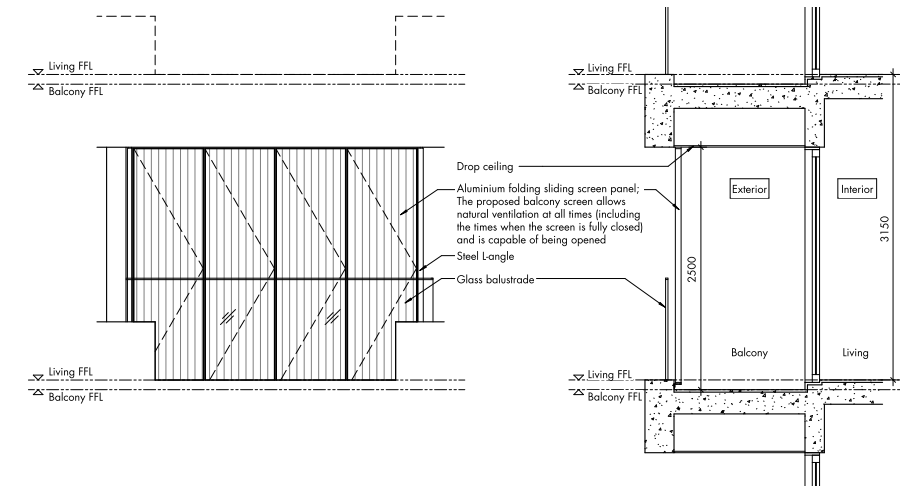 Living FFL
Balcony FFL
Living FFL
Balcony FFL
Drop ceiling
Aluminium folding sliding screen panel;
The proposed balcony screen allows
natural ventilation at all times (including
the times when the screen is fully closed)
and is capable of being opened
Steel L-angle
Glass balustrade
Exterior
Interior
3150
2500
Balcony
Living
Living FFL
Balcony FFL
Living FFL
Balcony FFL